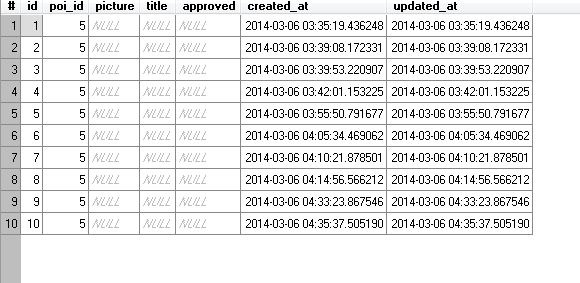 # id poi_id picture title approved created_at updated_at
1 1 5 NULL NULL NULL 2014-03-06 03:35:19.436248 2014-03-06 03:35:19.436248
2 2 5 NULL NULL NULL 2014-03-06 03:39:08.172331 2014-03-06 03:39:08.172331
3 3 5 NULL NULL NULL 2014-03-06 03:39:53.220907 2014-03-06 03:39:53.220907
4 4 5 NULL NULL NULL 2014-03-06 03:42:01.153225 2014-03-06 03:42:01.153225
5 5 5 NULL NULL NULL 2014-03-06 03:55:50.791677 2014-03-06 03:55:50.791677
6 6 5 NULL NULL NULL 2014-03-06 04:05:34.469062 2014-03-06 04:05:34.469062
7 7 5 NULL NULL NULL 2014-03-06 04:10:21.878501 2014-03-06 04:10:21.878501
8 8 5 NULL NULL NULL 2014-03-06 04:14:56.566212 2014-03-06 04:14:56.566212
9 9 5 NULL NULL NULL 2014-03-06 04:33:23.867546 2014-03-06 04:33:23.867546
10 10 5 NULL NULL NULL 2014-03-06 04:35:37.505190 2014-03-06 04:35:37.505190